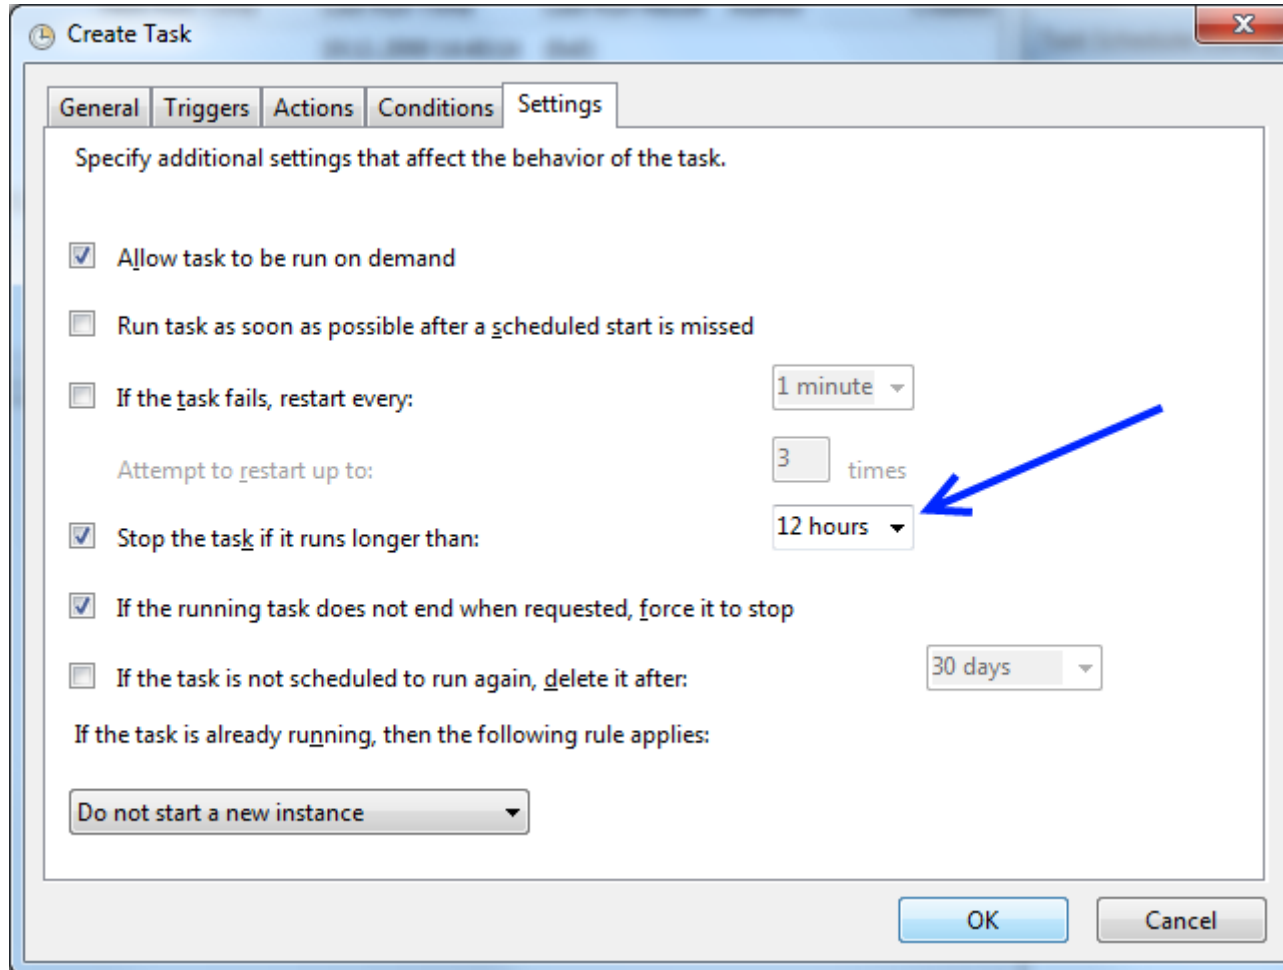 Create Task
General Triggers Actions Conditions Settings
Specify additional settings that affect the behavior of the task.
Allow task to be run on demand
Run task as soon as possible after a scheduled start is missed
If the task fails, restart every: 1 minute
Attempt to restart up to: 3 times
Stop the task if it runs longer than: 12 hours
If the running task does not end when requested, force it to stop
If the task is not scheduled to run again, delete it after: 30 days
If the task is already running, then the following rule applies:
Do not start a new instance
OK Cancel